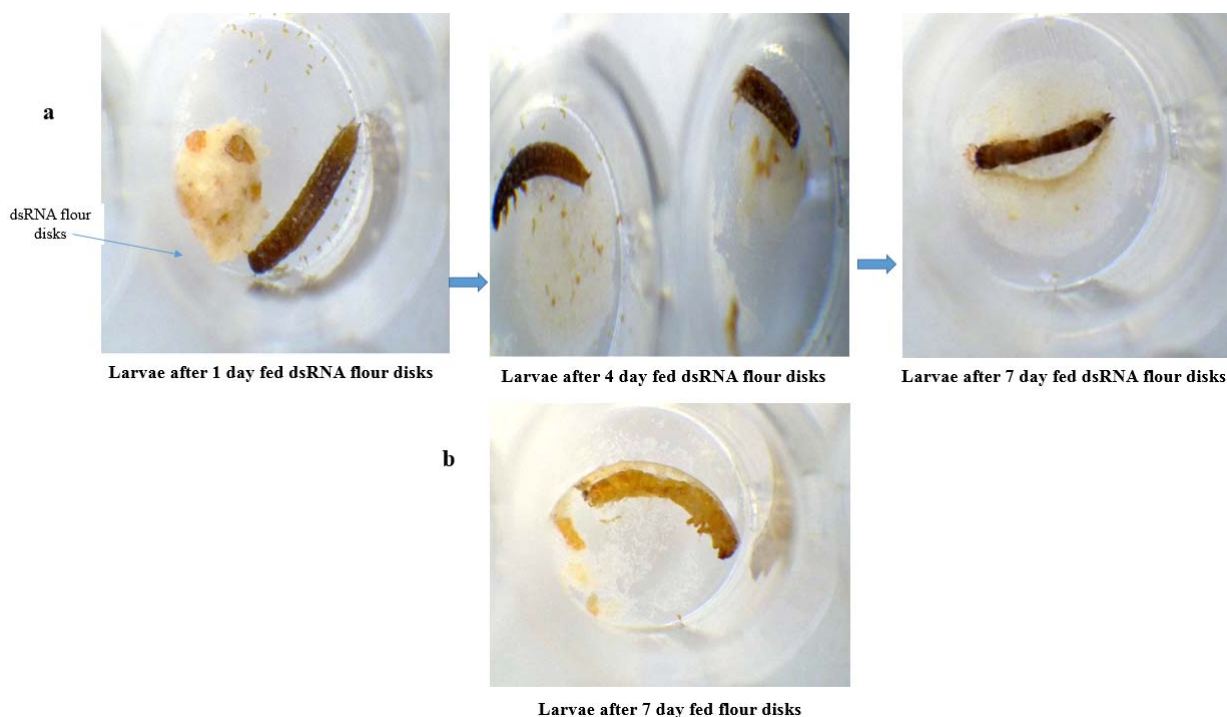 a
dsRNA flour
disks
Larvae after 1 day fed dsRNA flour disks
Larvae after 4 day fed dsRNA flour disks
Larvae after 7 day fed dsRNA flour disks
b
Larvae after 7 day fed flour disks